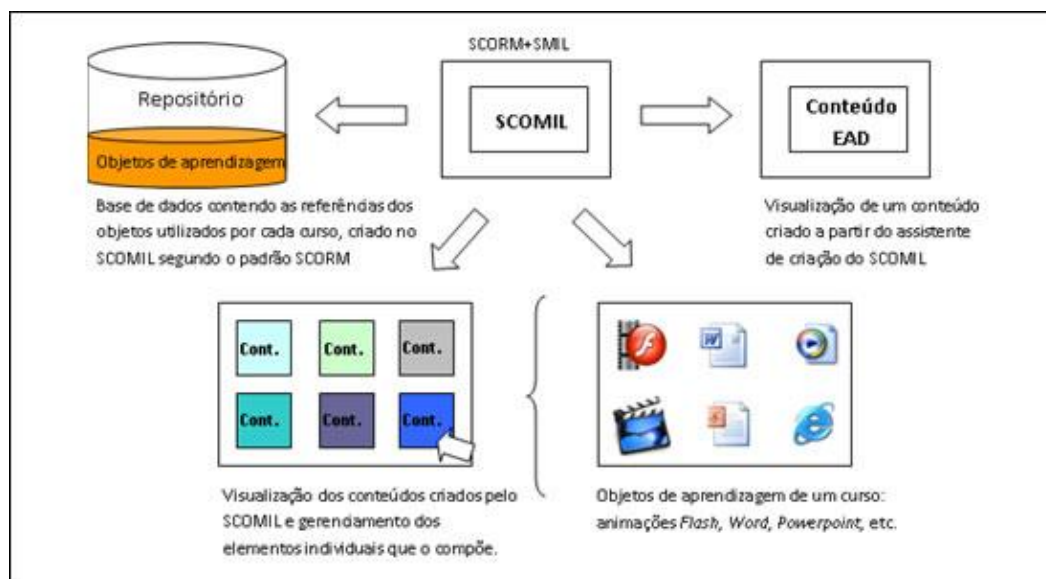 SCORM+SMIL
Repositório
Objetos de aprendizagem
SCOMIL
Conteúdo
EAD
Base de dados contendo as referências dos
objetos utilizados por cada curso, criado no
SCOMIL segundo o padrão SCORM
Visualização de um conteúdo
criado a partir do assistente
de criação do SCOMIL
Cont.
Cont.
Cont.
Cont.
Cont.
Cont.
W
Visualização dos conteúdos criados pelo
SCOMIL e gerenciamento dos
elementos individuais que o compõe.
Objetos de aprendizagem de um curso:
animações Flash, Word, Powerpoint, etc.